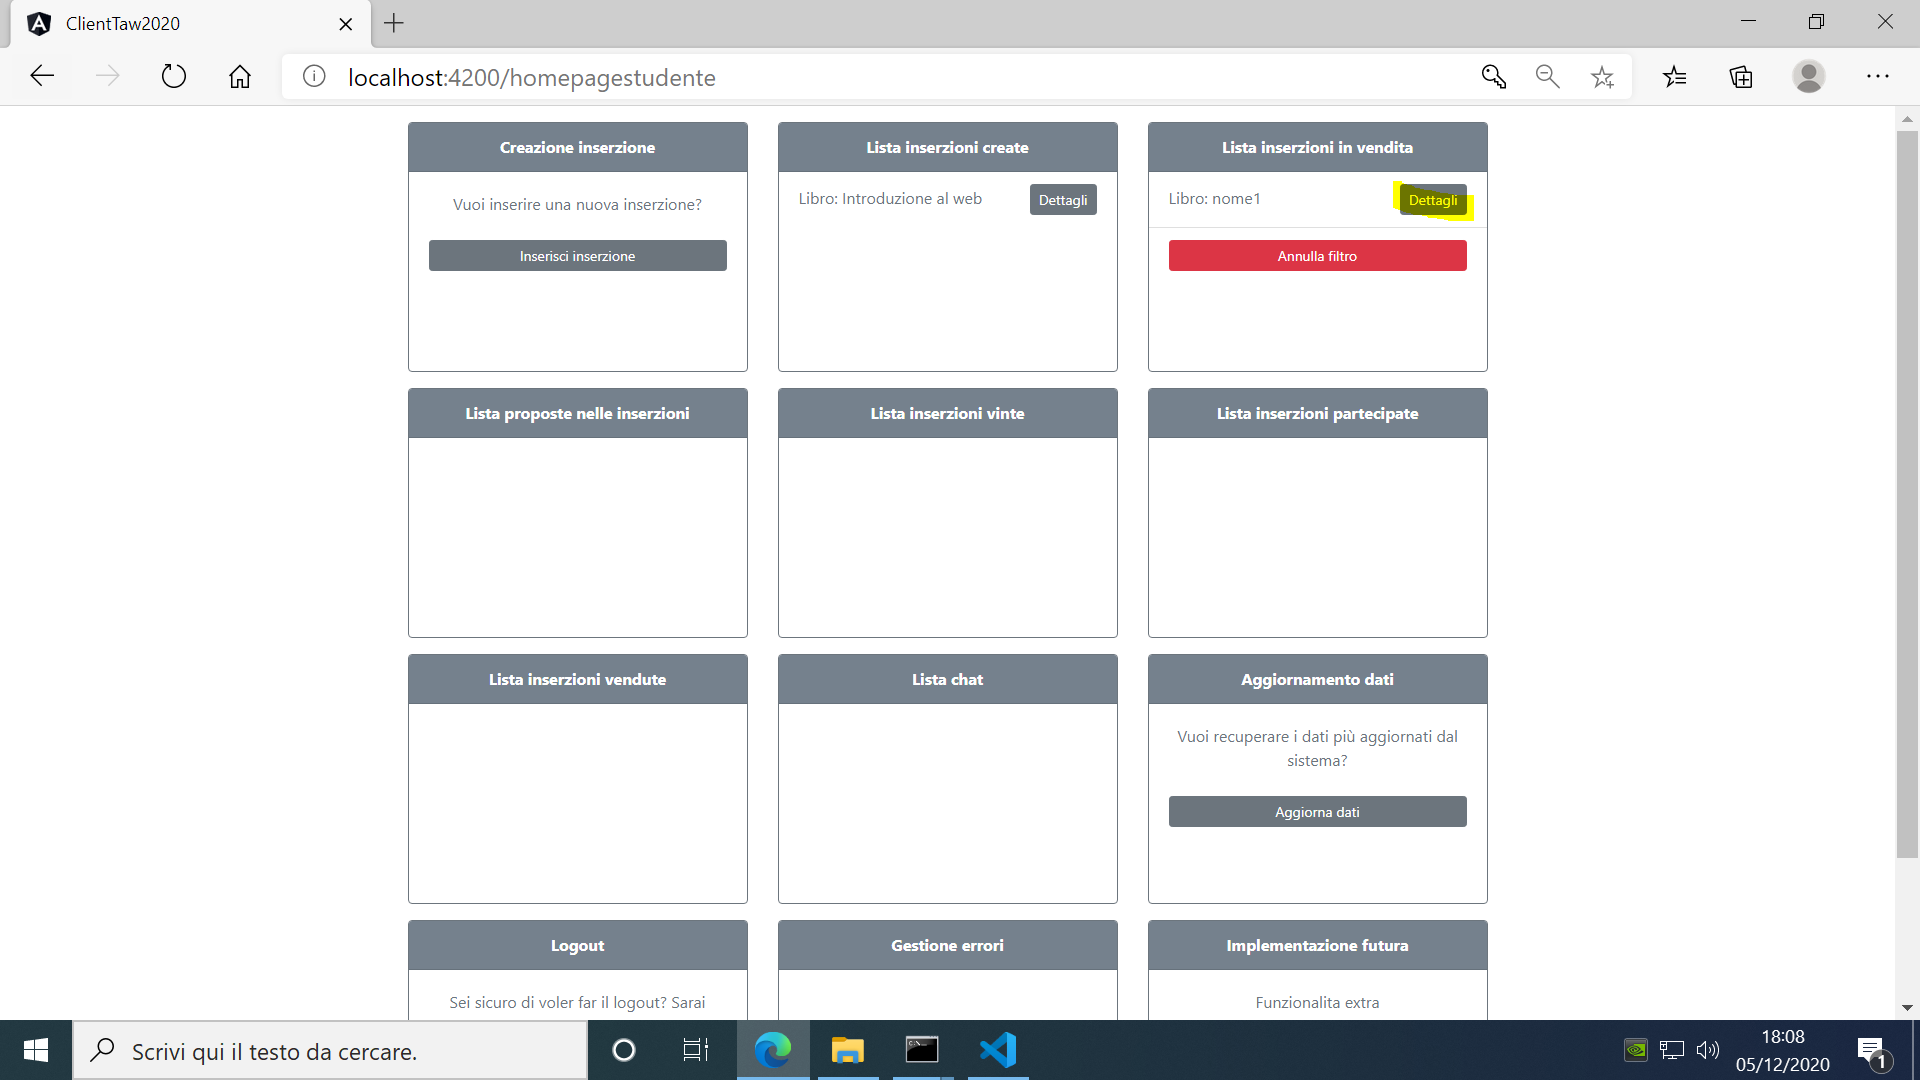 ClientTaw2020
localhost:4200/homepagestudente
Creazione inserzione
Vuoi inserire una nuova inserzione?
Inserisci inserzione
Lista inserzioni create
Libro: Introduzione al web
Dettagli
Lista inserzioni in vendita
Libro: nome1
Dettagli
Annulla filtro
Lista proposte nelle inserzioni
Lista inserzioni vinte
Lista inserzioni partecipate
Lista inserzioni vendute
Lista chat
Aggiornamento dati
Vuoi recuperare i dati più aggiornati dal
sistema?
Aggiorna dati
Logout
Sei sicuro di voler far il logout? Sarai
Gestione errori
Implementazione futura
Funzionalita extra
Scrivi qui il testo da cercare.
18:08
05/12/2020
1